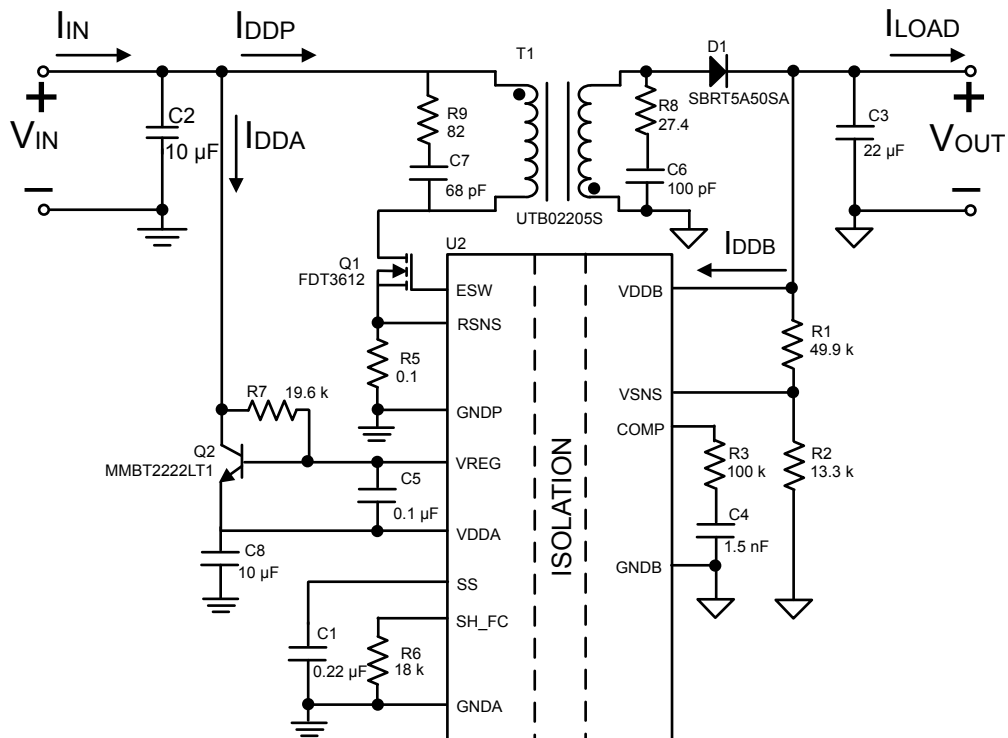 IIN
IDDP
T1
D1
ILOAD
SBRT5A50SA
+
VIN
−
C2
10 µF
IDDA
R9
82
C7
68 pF
R8
27.4
C6
100 pF
C3
22 µF
+
VOUT
−
UTB02205S
U2
IDDB
Q1
FDT3612
ESW
VDDB
RSNS
R1
49.9 k
R5
0.1
R7
19.6 k
VSNS
GNDP
COMP
Q2
MMBT2222LT1
VREG
R3
100 k
R2
13.3 k
C5
0.1 µF
VDDA
C4
1.5 nF
C8
10 µF
ISOLATION
GNDB
SS
SH_FC
C1
0.22 µF
R6
18 k
GNDA